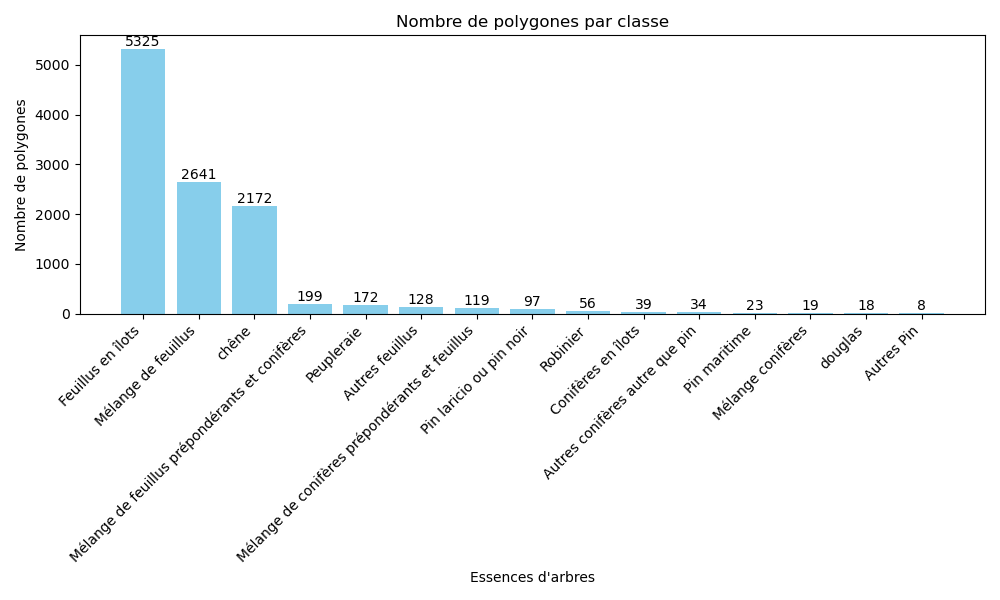 Nombre de polygones par classe
Nombre de polygones
5000
4000
3000
2000
1000
0
5325
2641
2172
199
172
128
119
97
56
39
34
23
19
18
8
Feuillus en îlots
Mélange de feuillus
chêne
Mélange de feuillus prépondérants et conifères
Peupleraie
Autres feuillus
Mélange de conifères prépondérants et feuillus
Pin laricio ou pin noir
Robinier
Conifères en îlots
Autres conifères autre que pin
Pin maritime
Mélange conifères
douglas
Autres Pin
Essences d'arbres